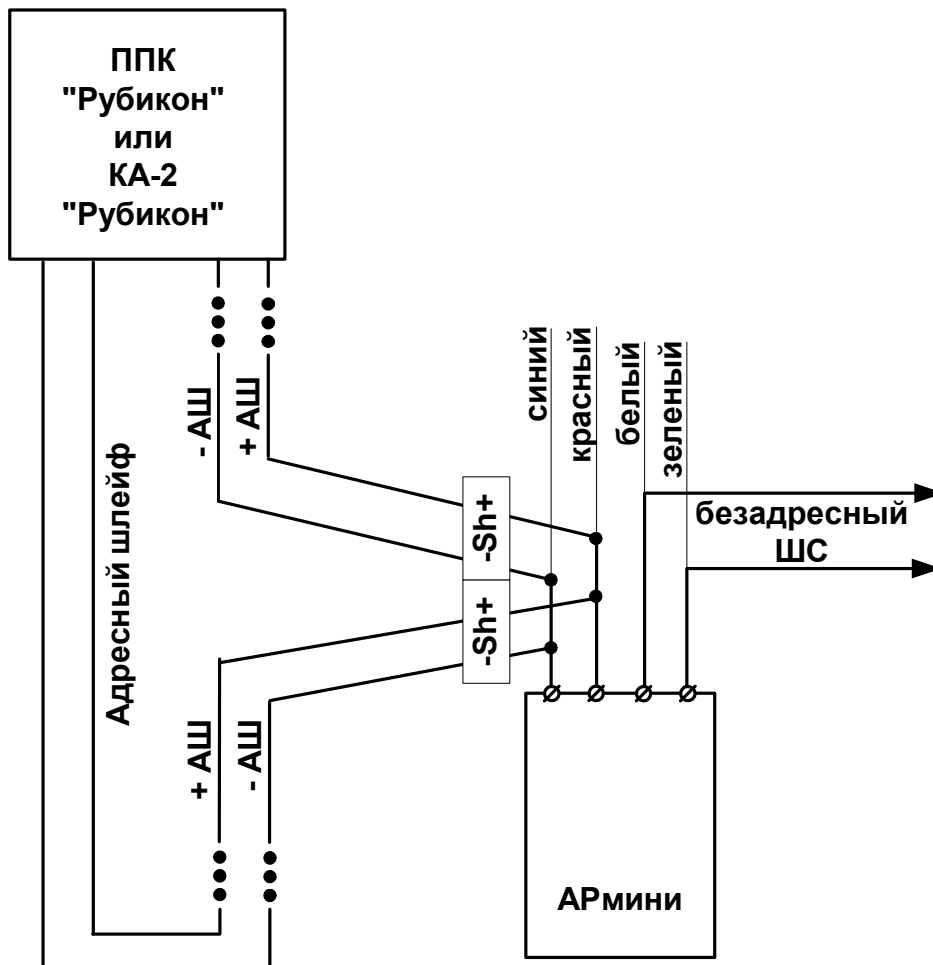 ППК
"Рубикон"
или
КА-2
"Рубикон"
- АШ
+ АШ
Адресный шлейф
синий
красный
белый
зеленый
-Sh+
-Sh+
безадресный
ШС
+ АШ
- АШ
АРмини